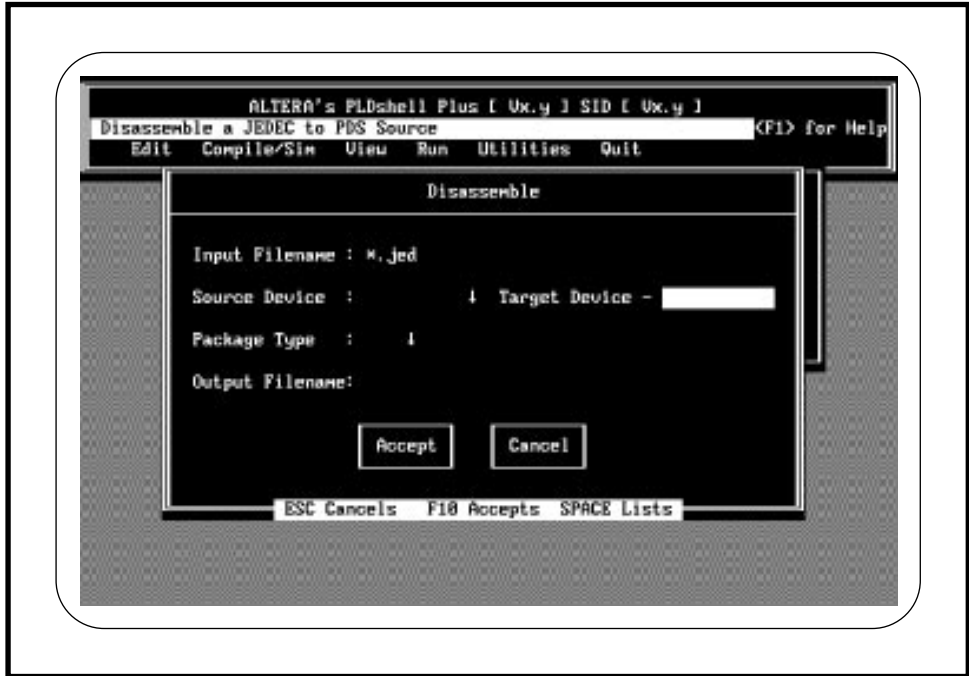 ALTERA's PLDshell Plus [ Vx.y ] SID [ Vx.y ]
Disassemble a JEDEC to PDS Source <F1> for Help
Edit Compile/Sim View Run Utilities Quit
Disassemble
Input Filename : *.jed
Source Device : ↓ Target Device -
Package Type : ↓
Output Filename:
Accept Cancel
ESC Cancels F10 Accepts SPACE Lists